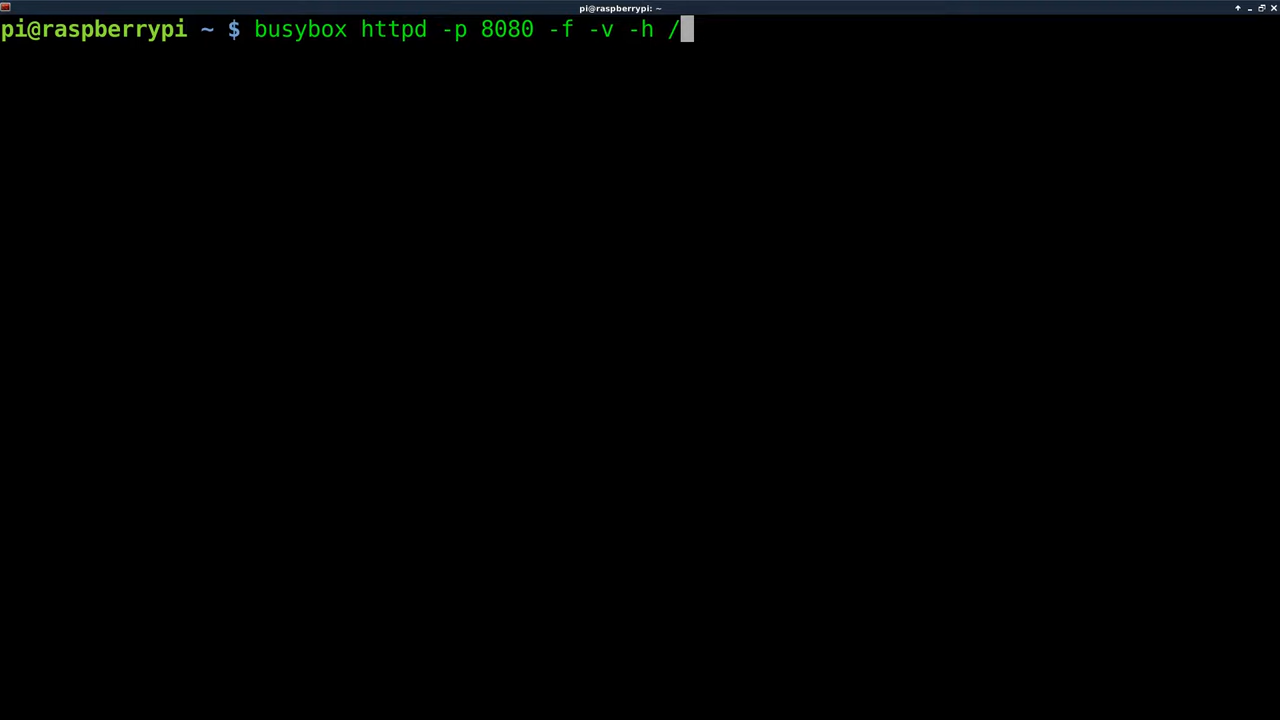 pi@raspberrypi: ~
pi@raspberrypi ~ $ busybox httpd -p 8080 -f -v -h /